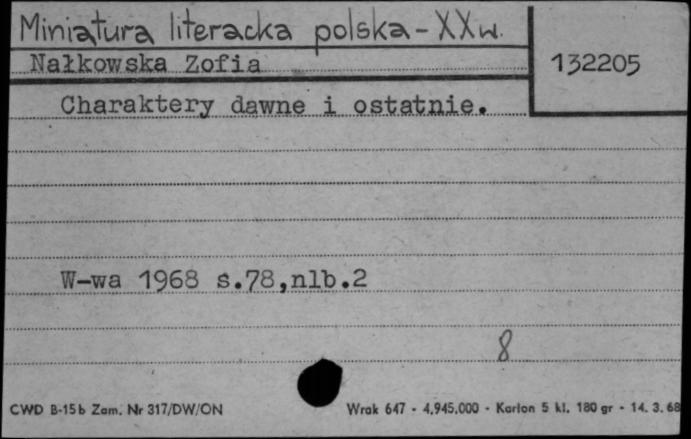 Miniatura literacka polska - XX w.
Nałkowska Zofia
132205
Charaktery dawne i ostatnie.
W-wa 1968 s.78,nlb.2
8
CWD B-15b Zam. Nr 317/DW/ON
Wrak 647 - 4,945.000 - Karton 5 kl. 180 gr - 14. 3. 68